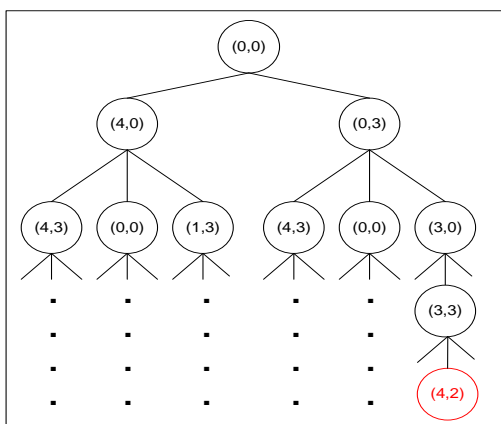 (0,0)
(4,0) (0,3)
(4,3) (0,0) (1,3) (4,3) (0,0) (3,0)
(3,3)
(4,2)